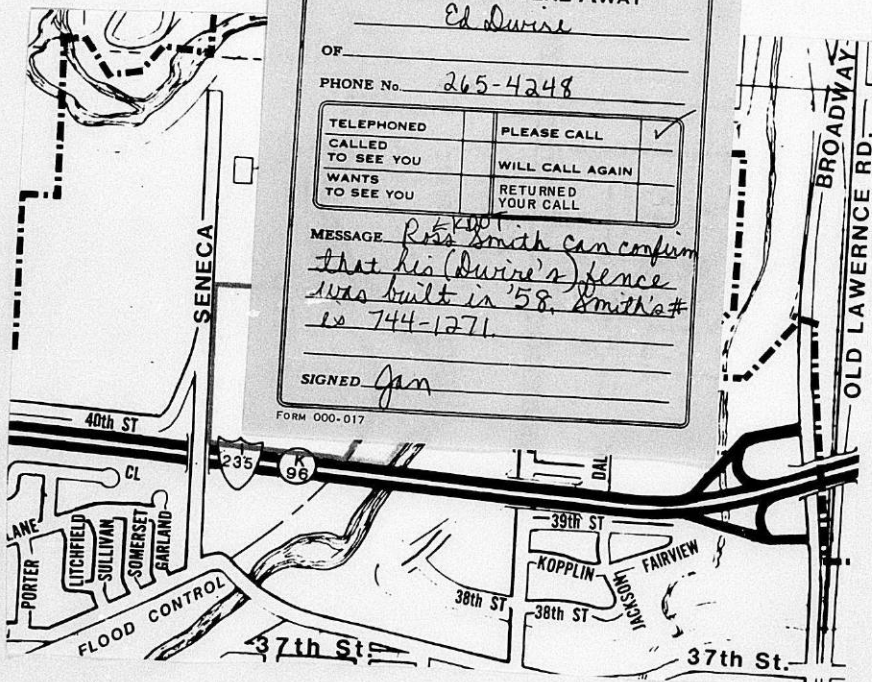 Ed Dwire
OF
PHONE No. 265-4248
TELEPHONED PLEASE CALL ✓
CALLED TO SEE YOU WILL CALL AGAIN
WANTS TO SEE YOU RETURNED YOUR CALL
KDOT
MESSAGE Ross Smith can confirm
that his (Dwire's) fence
was built in '58. Smith's #
is 744-1271.
SIGNED Jan
FORM 000-017
SENECA
BROADWAY
OLD LAWERNCE RD.
40th ST
235
K
96
CL
LANE
PORTER
LITCHFIELD
SULLIVAN
SOMERSET
GARLAND
FLOOD CONTROL
DAL
39th ST
KOPPLIN
FAIRVIEW
JACKSON
38th ST
38th ST
37th St.
37th St.